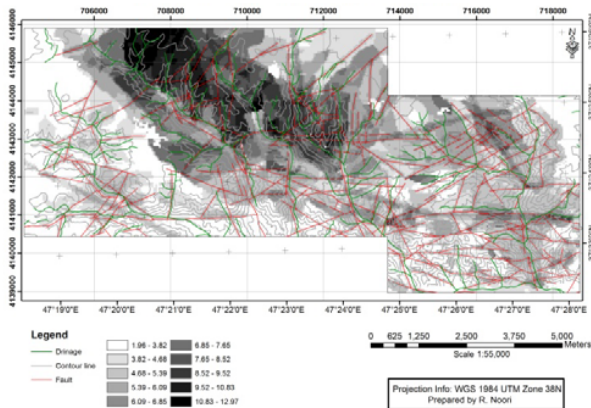 706000 708000 710000 712000 714000 716000 718000
4146000
4145000
4144000
4143000
4142000
4141000
4140000
4139000
North
47°19'0"E 47°20'0"E 47°21'0"E 47°22'0"E 47°23'0"E 47°24'0"E 47°25'0"E 47°26'0"E 47°27'0"E 47°28'0"E
Legend
Drinage
Contour line
Fault
1.96 - 3.82
3.82 - 4.68
4.68 - 5.39
5.39 - 6.09
6.09 - 6.85
6.85 - 7.65
7.65 - 8.52
8.52 - 9.52
9.52 - 10.83
10.83 - 12.97
0 625 1,250 2,500 3,750 5,000
Meters
Scale 1:55,000
Projection Info: WGS 1984 UTM Zone 38N
Prepared by R. Noori